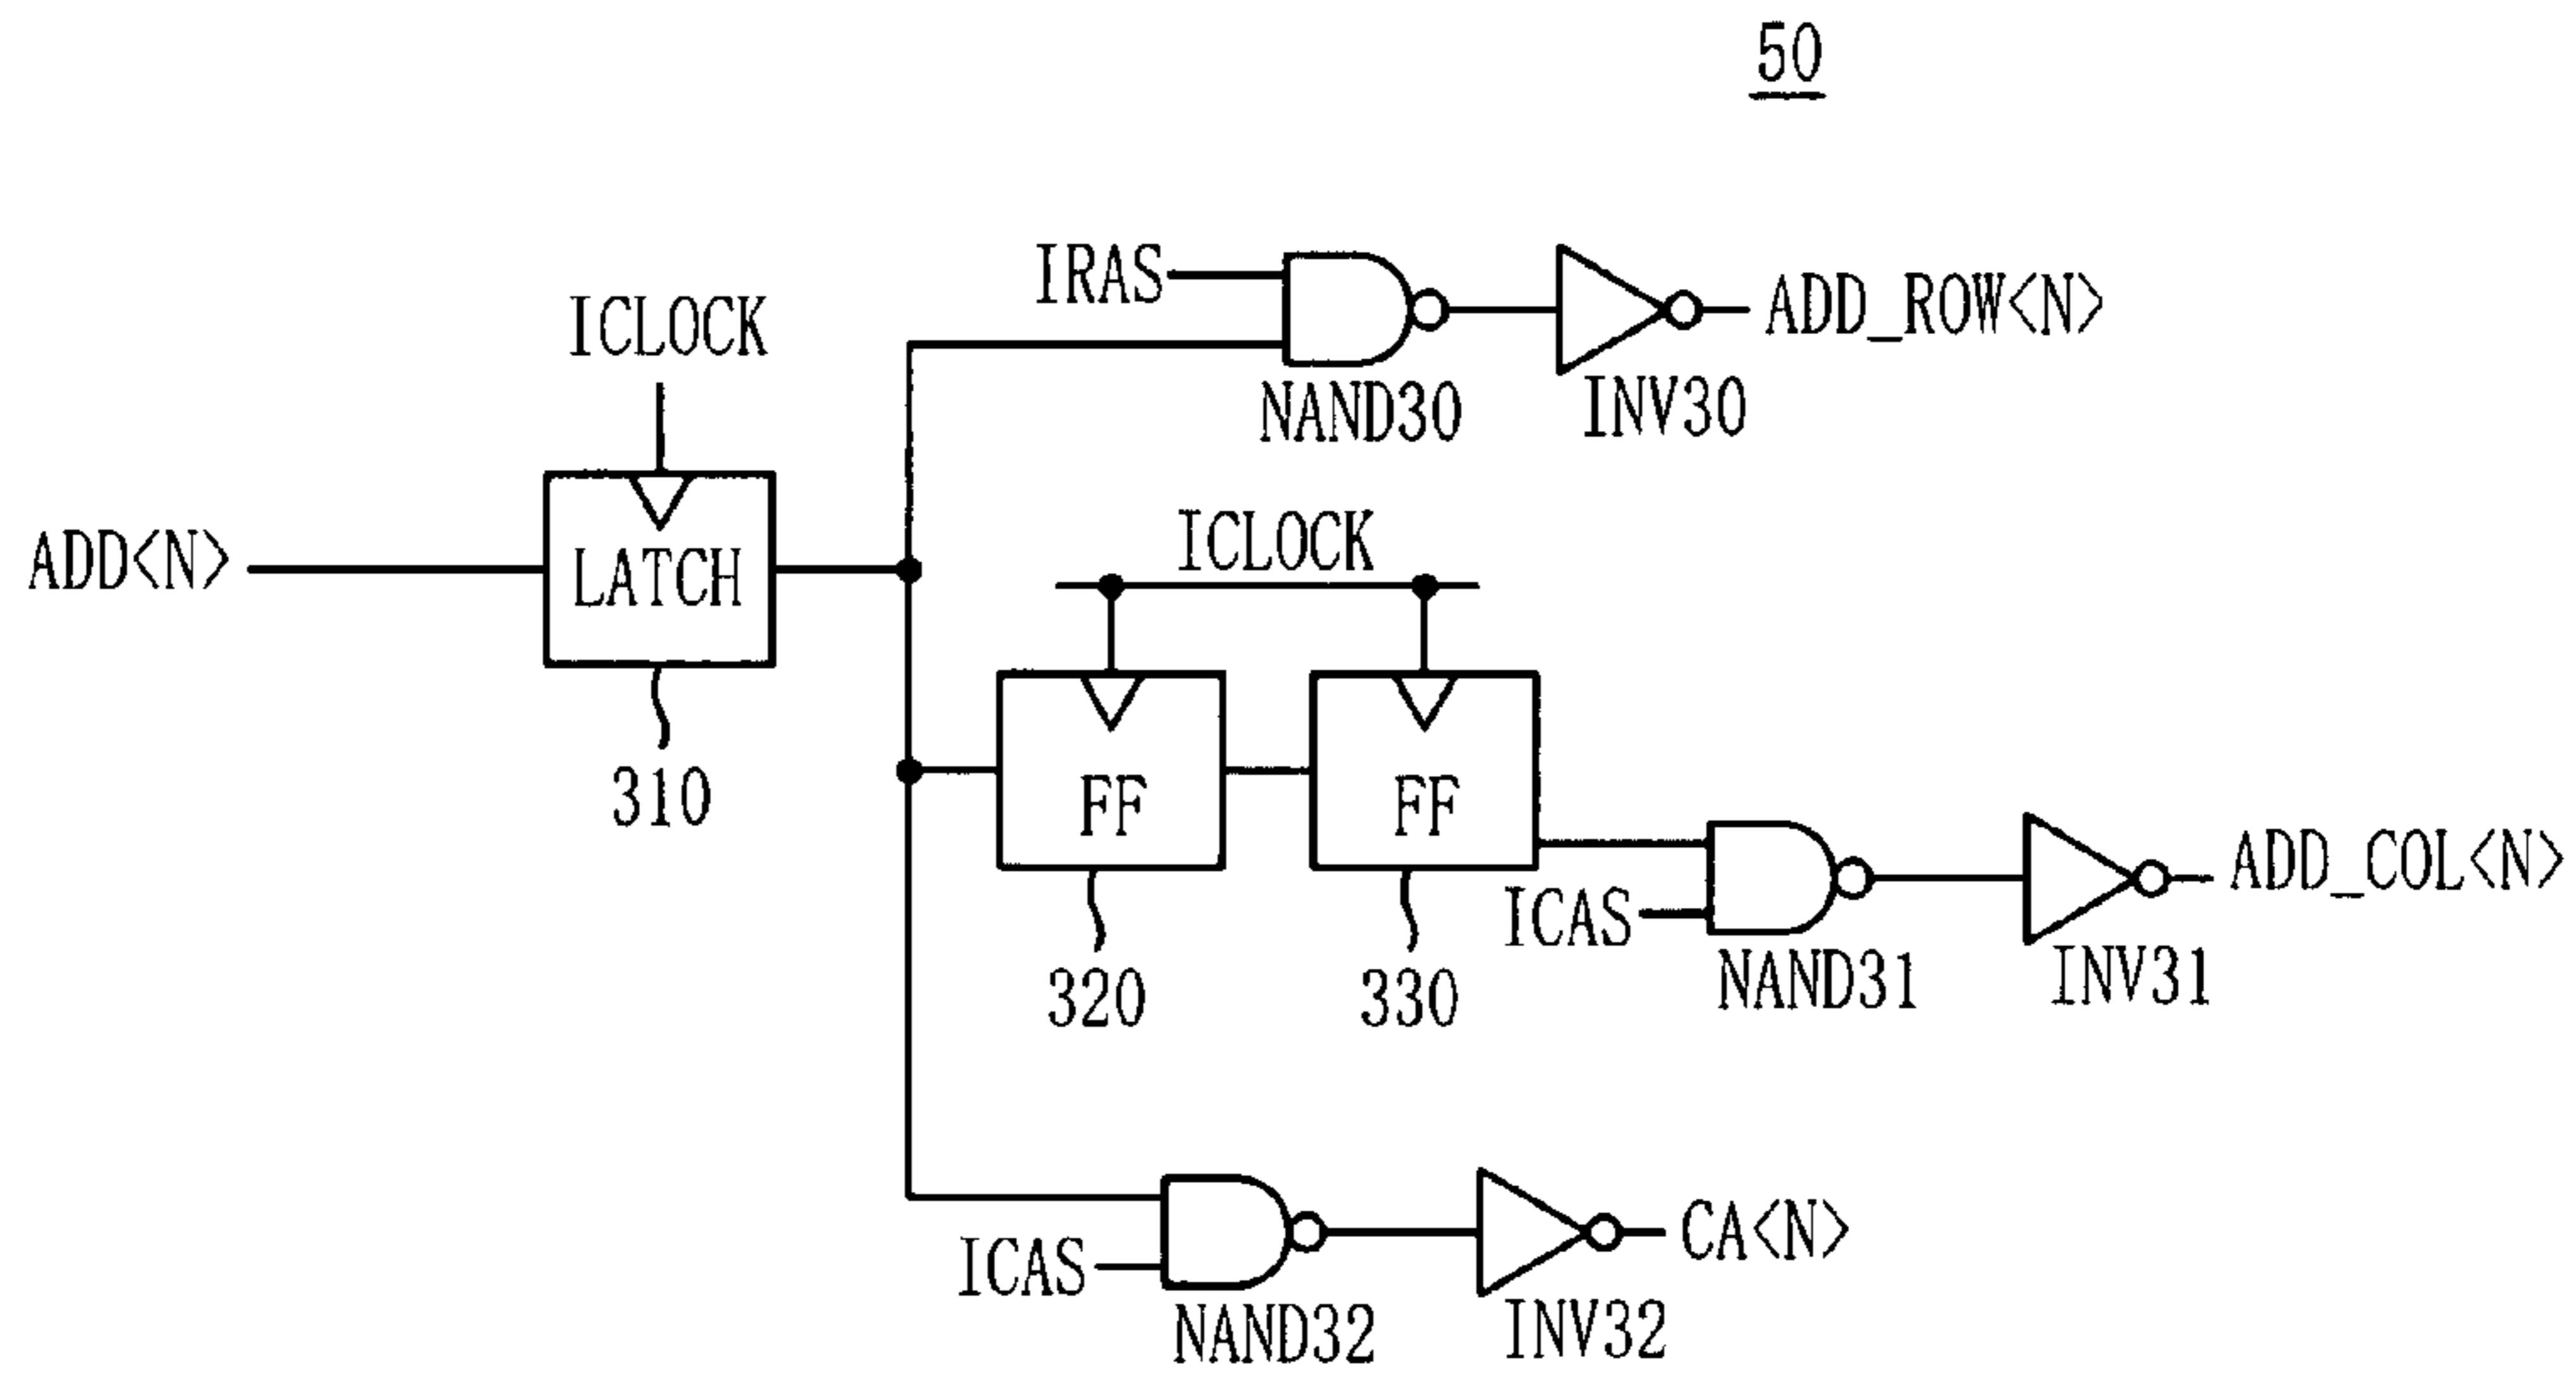 50
IRAS
ADD_ROW<N>
ICLOCK
NAND30
INV30
ICLOCK
ADD<N>
LATCH
310
FF
FF
ICAS
ADD_COL<N>
320
330
NAND31
INV31
ICAS
CA<N>
NAND32
INV32